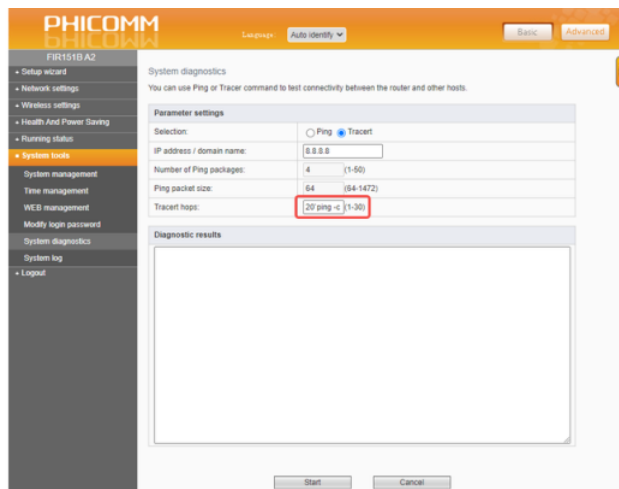 PHICOMM
Language: Auto identify
Basic
Advanced
FIR151B A2
Setup wizard
Network settings
Wireless settings
Health And Power Saving
Running status
System tools
System management
Time management
WEB management
Modify login password
System diagnostics
System log
Logout
System diagnostics
You can use Ping or Tracer command to test connectivity between the router and other hosts.
Parameter settings
Selection: Ping Tracert
IP address / domain name: 8.8.8.8
Number of Ping packages: 4 (1-50)
Ping packet size: 64 (64-1472)
Tracert hops: 20`ping -c (1-30)
Diagnostic results
Start Cancel